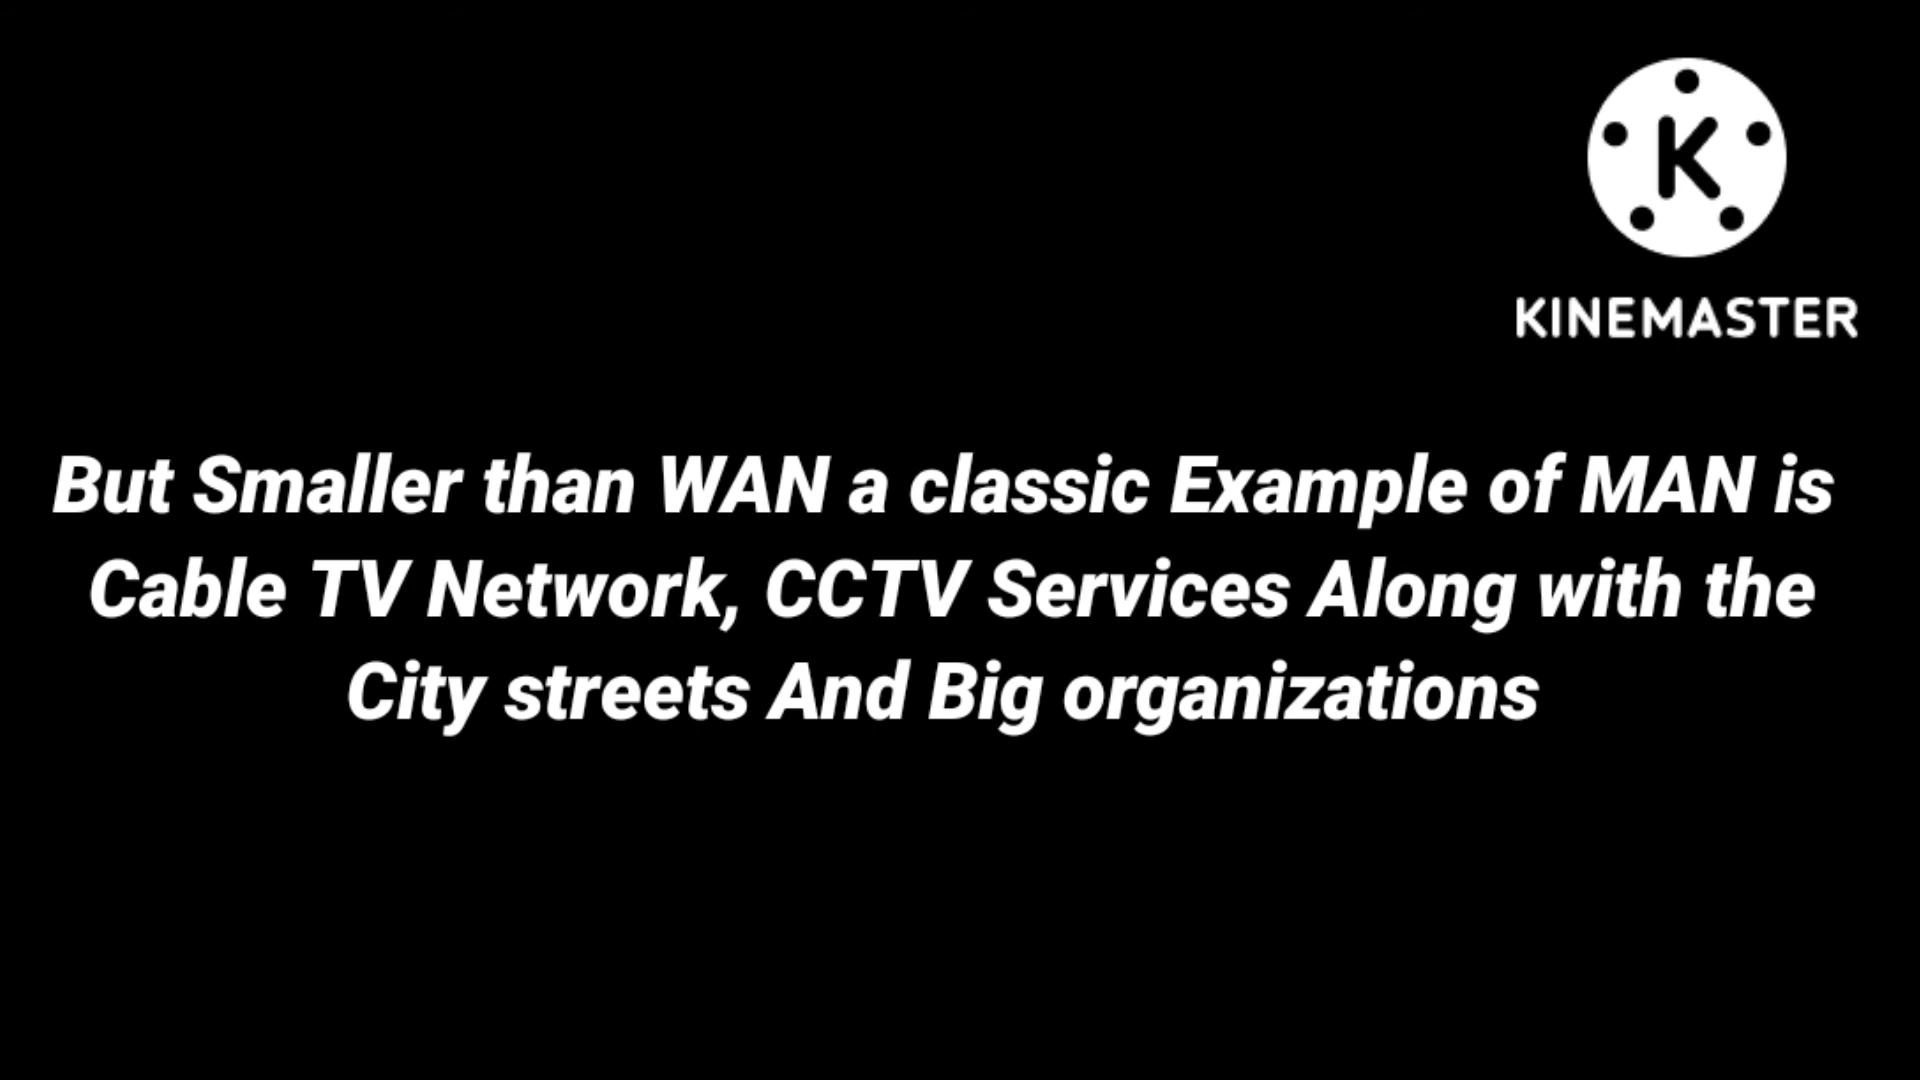 K
KINEMASTER
But Smaller than WAN a classic Example of MAN is
Cable TV Network, CCTV Services Along with the
City streets And Big organizations